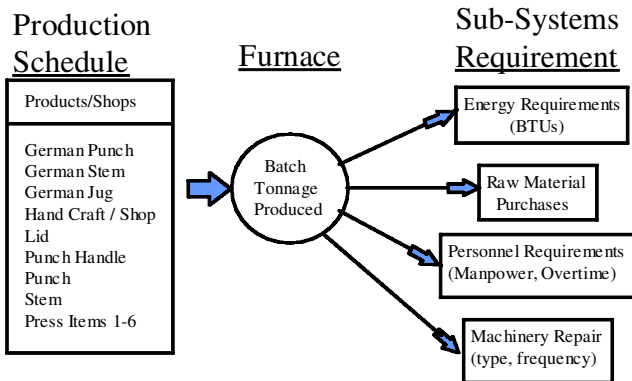 Production
Schedule
Products/Shops
German Punch
German Stem
German Jug
Hand Craft / Shop
Lid
Punch Handle
Punch
Stem
Press Items 1-6
Furnace
Batch
Tonnage
Produced
Sub-Systems
Requirement
Energy Requirements
(BTUs)
Raw Material
Purchases
Personnel Requirements
(Manpower, Overtime)
Machinery Repair
(type, frequency)